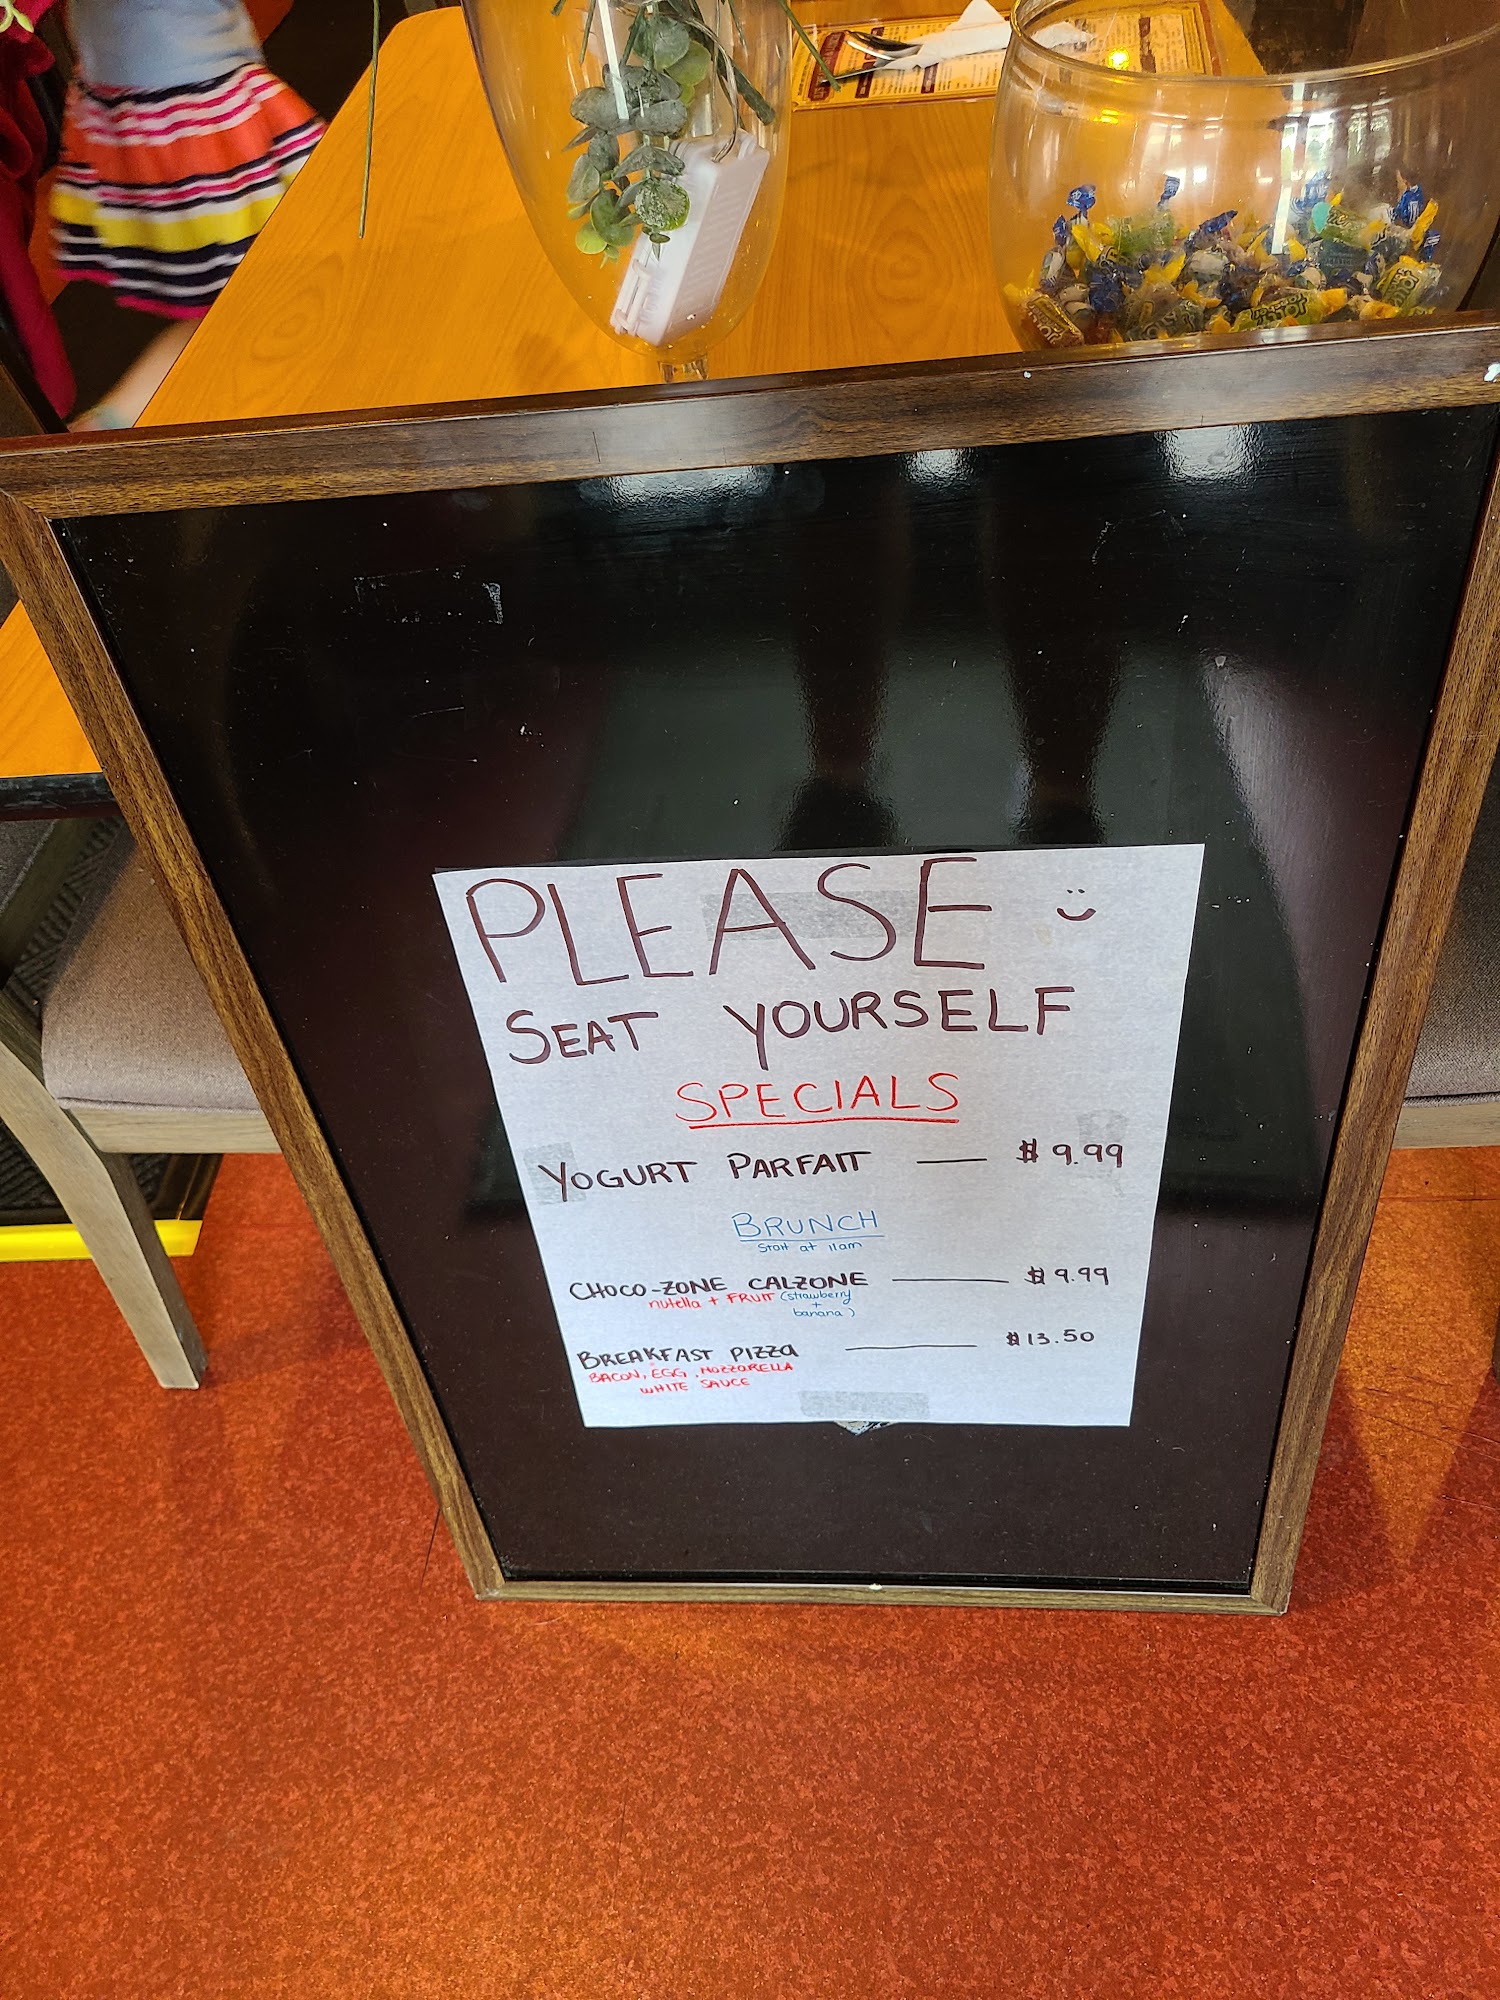 PLEASE
SEAT YOURSELF
SPECIALS
YOGURT PARFAIT — $9.99
BRUNCH
Start at 11am
CHOCO-ZONE CALZONE — $9.99
nutella + FRUIT (strawberry
+
banana)
BREAKFAST PIZZa — $13.50
BACON, EGG, MOZZARELLA
WHITE SAUCE